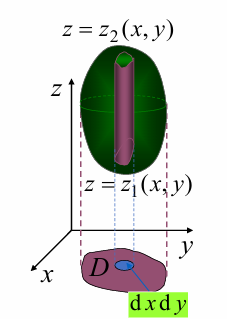 z = z₂(x, y)
z
z = z₁(x, y)
y
D
x
d x d y